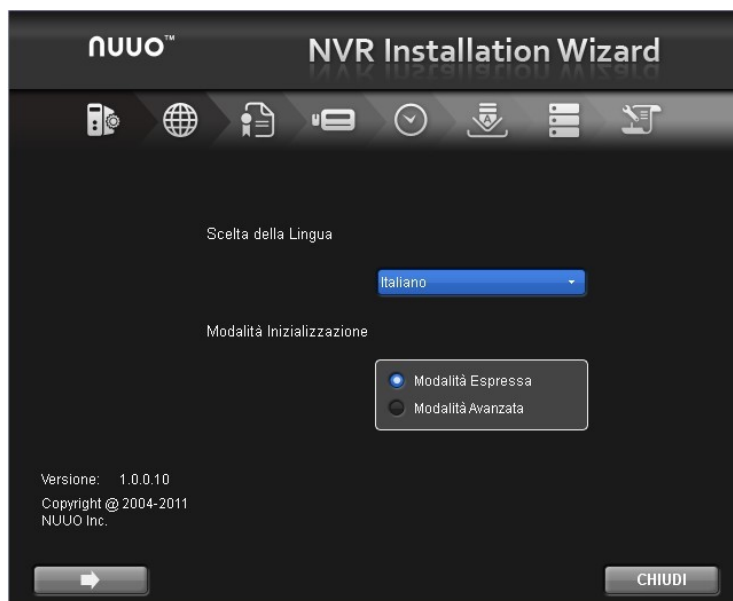 nuuo™
NVR Installation Wizard
Scelta della Lingua
Italiano
Modalità Inizializzazione
Modalità Espressa
Modalità Avanzata
Versione: 1.0.0.10
Copyright @ 2004-2011
NUUO Inc.
CHIUDI